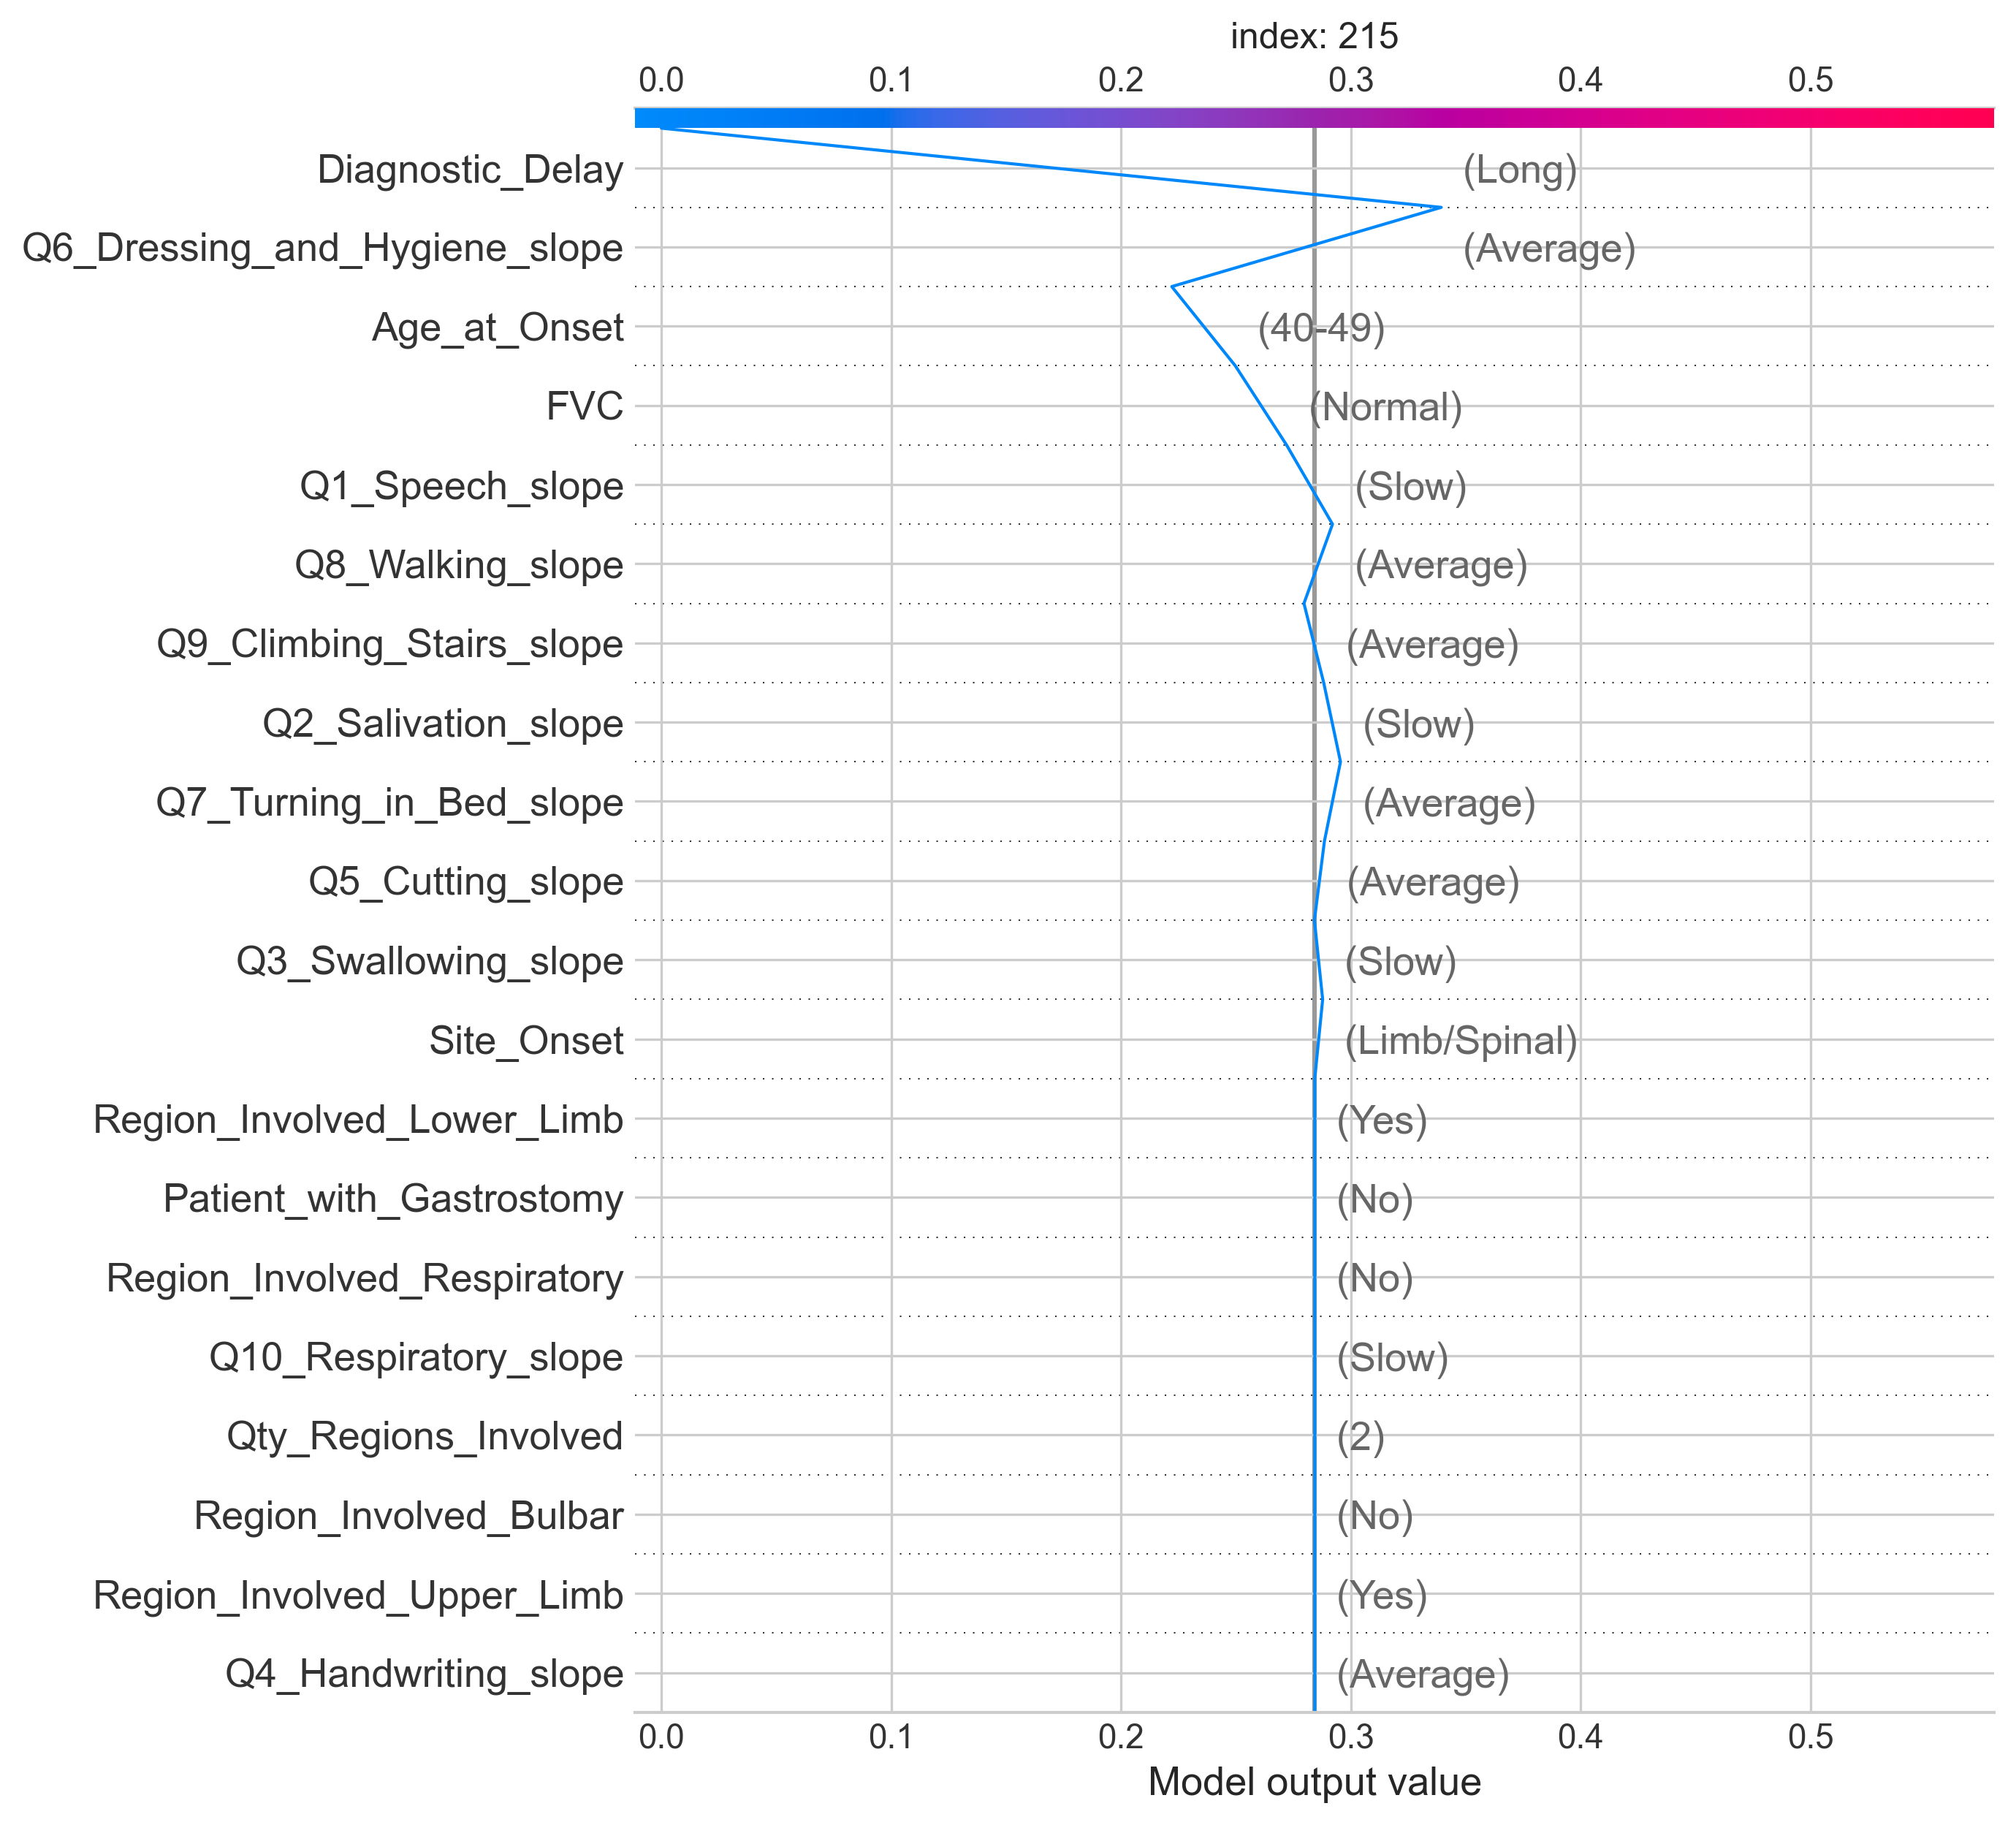 index: 215
0.0 0.1 0.2 0.3 0.4 0.5
Diagnostic_Delay (Long)
Q6_Dressing_and_Hygiene_slope (Average)
Age_at_Onset (40-49)
FVC (Normal)
Q1_Speech_slope (Slow)
Q8_Walking_slope (Average)
Q9_Climbing_Stairs_slope (Average)
Q2_Salivation_slope (Slow)
Q7_Turning_in_Bed_slope (Average)
Q5_Cutting_slope (Average)
Q3_Swallowing_slope (Slow)
Site_Onset (Limb/Spinal)
Region_Involved_Lower_Limb (Yes)
Patient_with_Gastrostomy (No)
Region_Involved_Respiratory (No)
Q10_Respiratory_slope (Slow)
Qty_Regions_Involved (2)
Region_Involved_Bulbar (No)
Region_Involved_Upper_Limb (Yes)
Q4_Handwriting_slope (Average)
0.0 0.1 0.2 0.3 0.4 0.5
Model output value